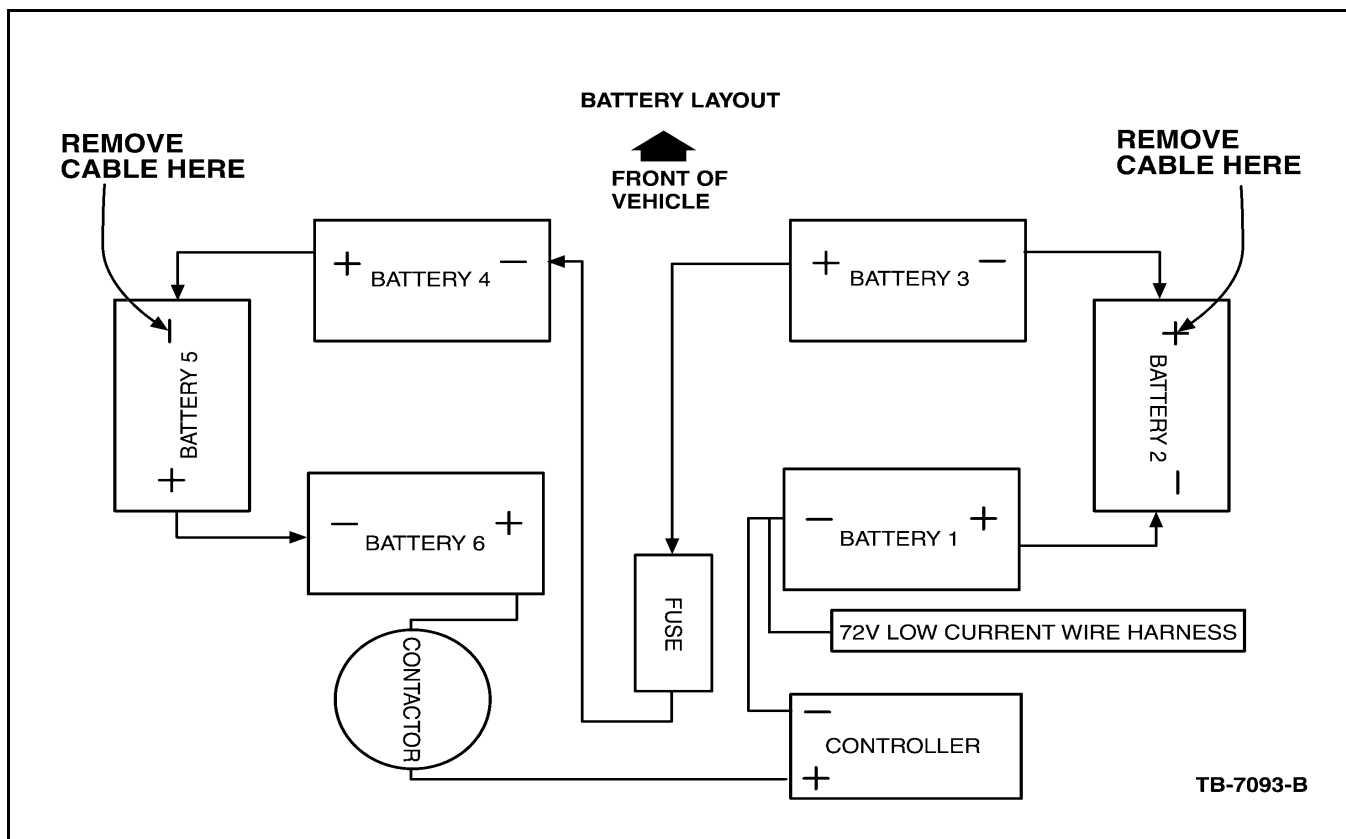 BATTERY LAYOUT
REMOVE
CABLE HERE
REMOVE
CABLE HERE
FRONT OF
VEHICLE
+ BATTERY 4 −
+ BATTERY 3 −
−
BATTERY 5
+
+
BATTERY 2
−
− BATTERY 6 +
− BATTERY 1 +
FUSE
72V LOW CURRENT WIRE HARNESS
CONTACTOR
−
CONTROLLER
+
TB-7093-B